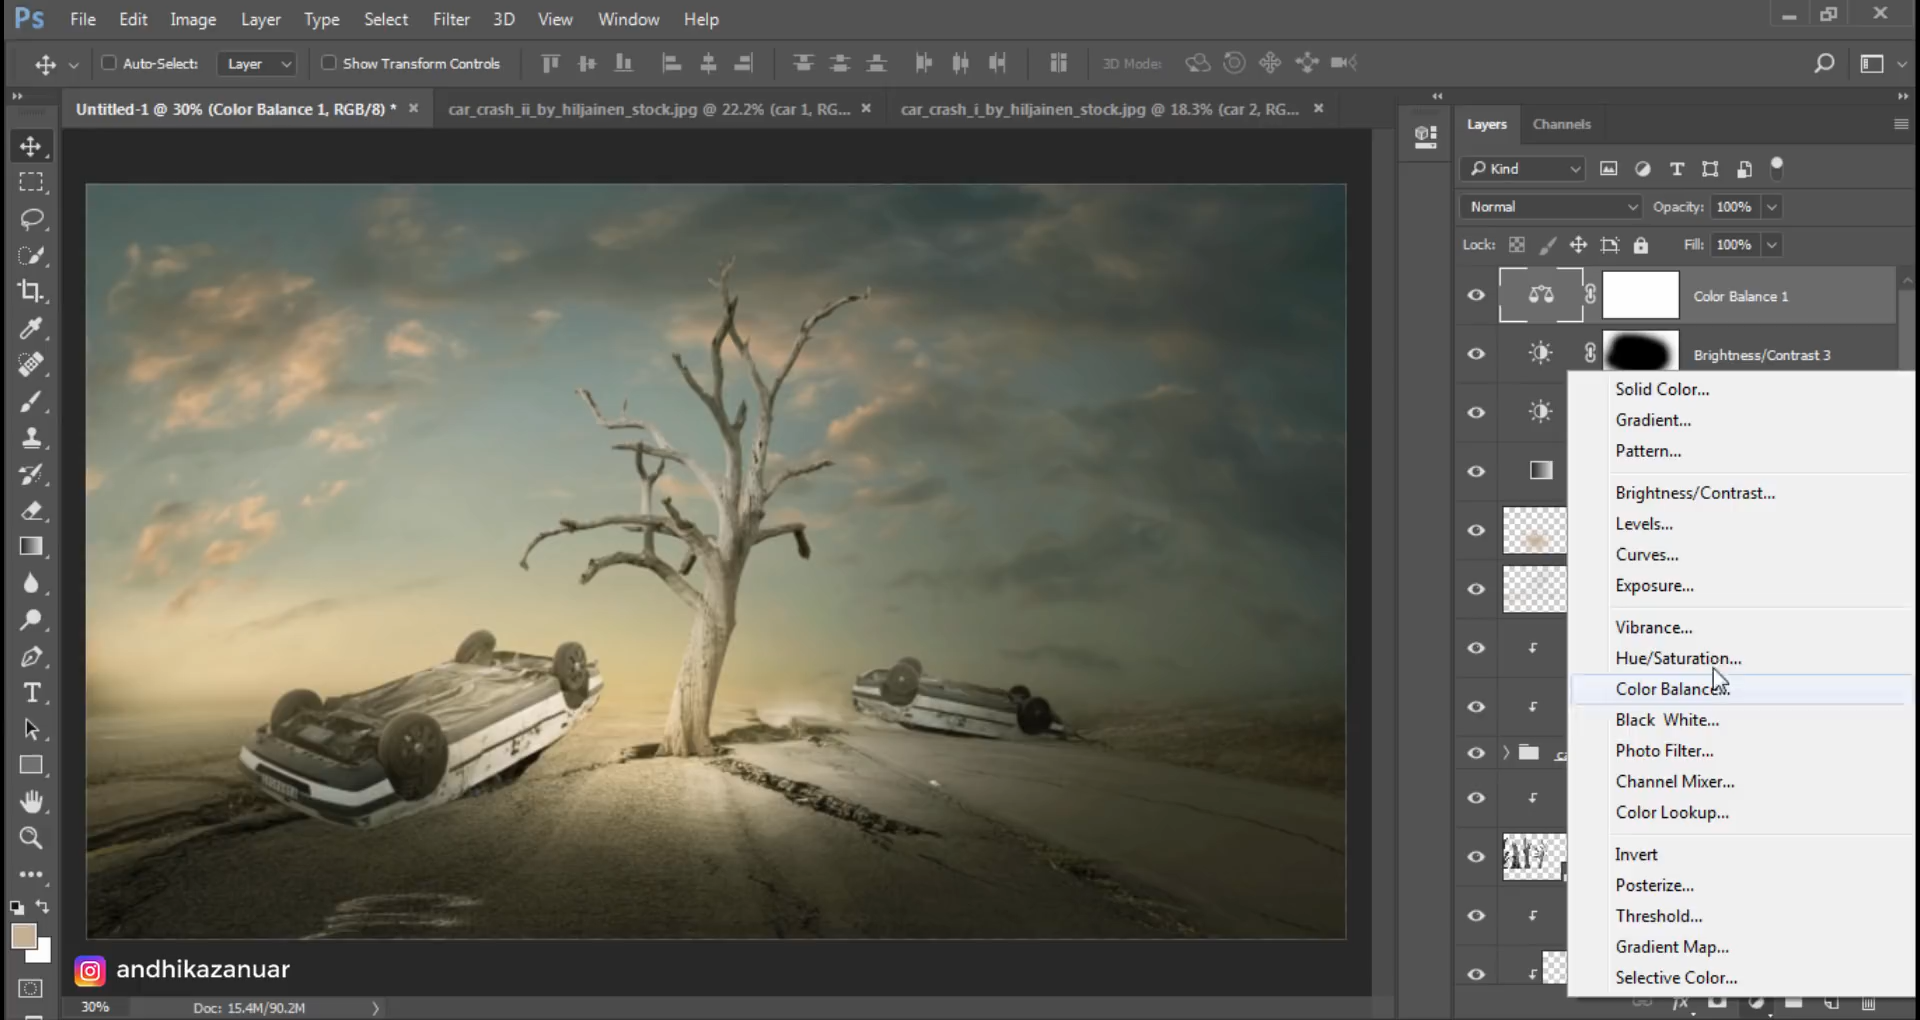 Ps File Edit Image Layer Type Select Filter 3D View Window Help
Auto-Select: Layer Show Transform Controls 3D Mode:
Untitled-1 @ 30% (Color Balance 1, RGB/8) * car_crash_ii_by_hiljainen_stock.jpg @ 22.2% (car 1, RG... car_crash_i_by_hiljainen_stock.jpg @ 18.3% (car 2, RG...
Layers Channels
Kind
Normal Opacity: 100%
Lock: Fill: 100%
Color Balance 1
Brightness/Contrast 3
Solid Color...
Gradient...
Pattern...
Brightness/Contrast...
Levels...
Curves...
Exposure...
Vibrance...
Hue/Saturation...
Color Balance...
Black White...
Photo Filter...
Channel Mixer...
Color Lookup...
Invert
Posterize...
Threshold...
Gradient Map...
Selective Color...
andhikazanuar
30% Doc: 15.4M/90.2M
fx